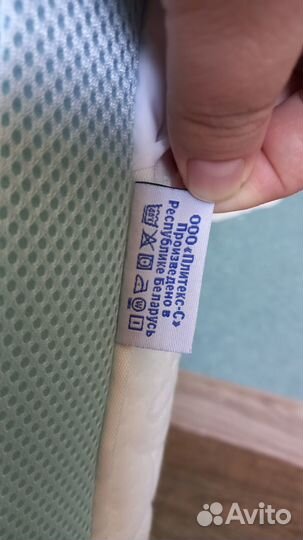 ООО «Плитекс-С»
Произведено в
Республике Беларусь
Avito